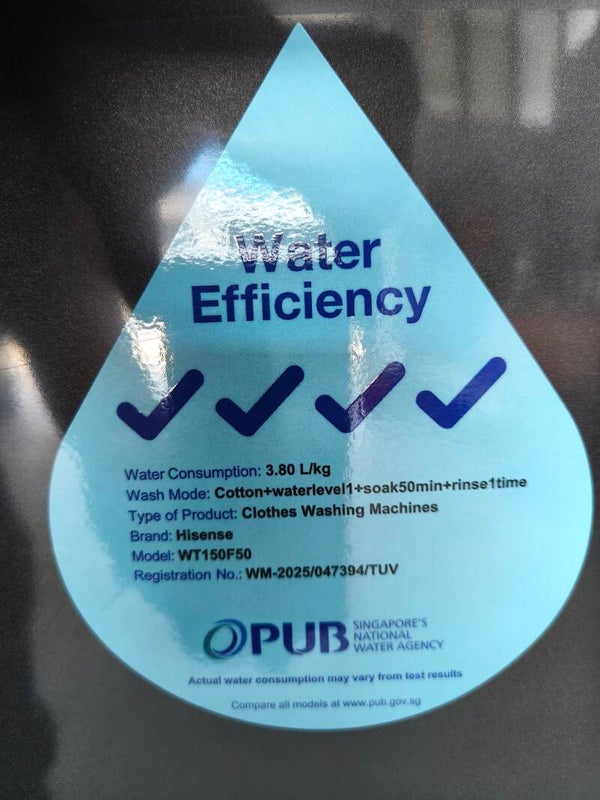 Water
Efficiency
Water Consumption: 3.80 L/kg
Wash Mode: Cotton+waterlevel1+soak50min+rinse1time
Type of Product: Clothes Washing Machines
Brand: Hisense
Model: WT150F50
Registration No.: WM-2025/047394/TUV
PUB SINGAPORE'S
NATIONAL
WATER AGENCY
Actual water consumption may vary from test results
Compare all models at www.pub.gov.sg